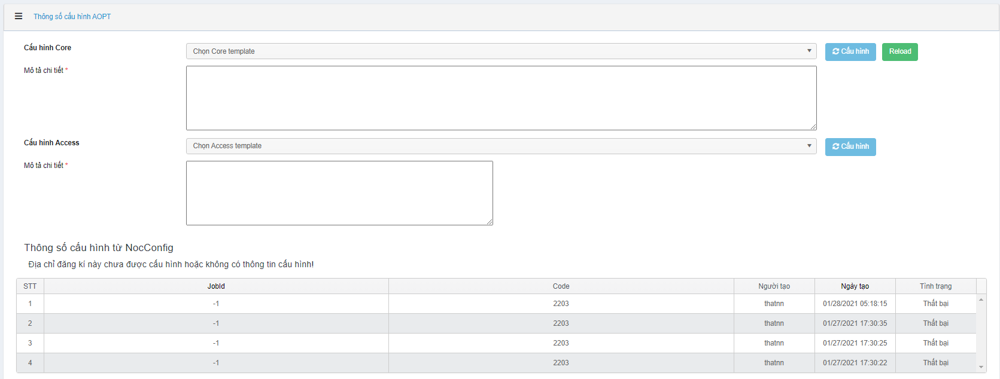 Thông số cấu hình AOPT
Cấu hình Core Chọn Core template Cấu hình Reload
Mô tả chi tiết *
Cấu hình Access Chọn Access template Cấu hình
Mô tả chi tiết *
Thông số cấu hình từ NocConfig
Địa chỉ đăng kí này chưa được cấu hình hoặc không có thông tin cấu hình!
STT JobId Code Người tạo Ngày tạo Tình trạng
1 -1 2203 thatnn 01/28/2021 05:18:15 Thất bại
2 -1 2203 thatnn 01/27/2021 17:30:35 Thất bại
3 -1 2203 thatnn 01/27/2021 17:30:25 Thất bại
4 -1 2203 thatnn 01/27/2021 17:30:22 Thất bại